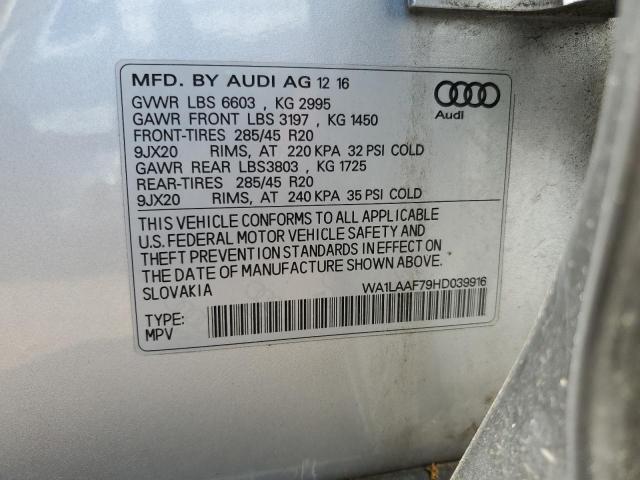 MFD. BY AUDI AG 12 16
GVWR LBS 6603 , KG 2995
GAWR FRONT LBS 3197 , KG 1450
FRONT-TIRES 285/45 R20
9JX20 RIMS, AT 220 KPA 32 PSI COLD
GAWR REAR LBS3803 , KG 1725
REAR-TIRES 285/45 R20
9JX20 RIMS, AT 240 KPA 35 PSI COLD
Audi
THIS VEHICLE CONFORMS TO ALL APPLICABLE
U.S. FEDERAL MOTOR VEHICLE SAFETY AND
THEFT PREVENTION STANDARDS IN EFFECT ON
THE DATE OF MANUFACTURE SHOWN ABOVE.
SLOVAKIA WA1LAAF79HD039916
TYPE:
MPV